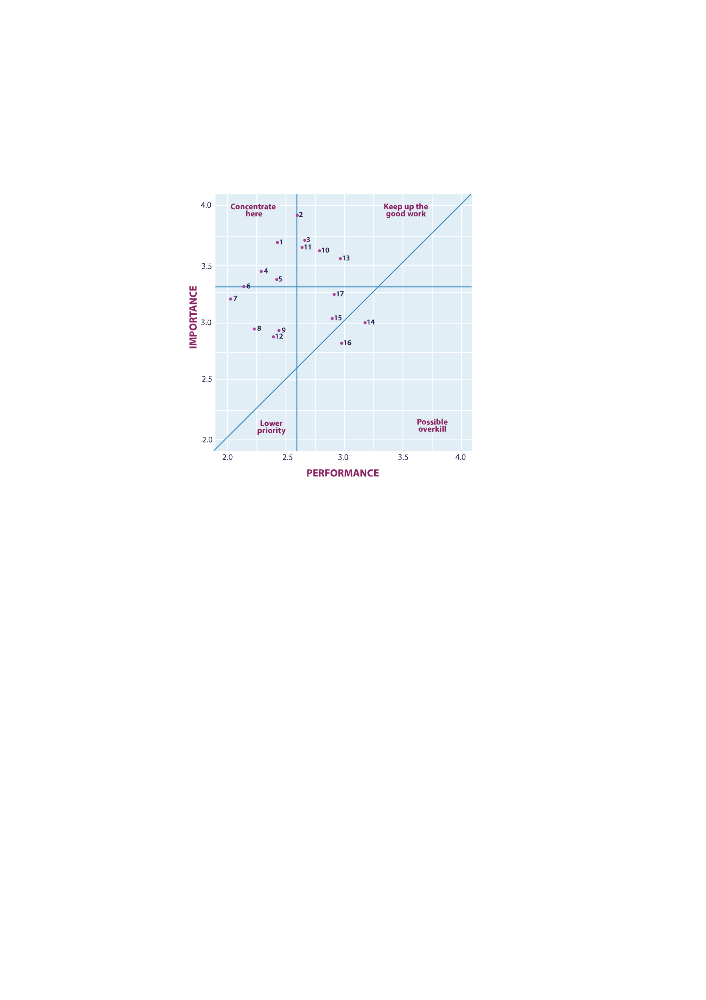 4.0
Concentrate
here
Keep up the
good work
2
3
1
11
10
13
3.5
4
5
6
17
7
15
3.0
14
8
9
12
16
IMPORTANCE
2.5
Lower
priority
Possible
overkill
2.0
2.0 2.5 3.0 3.5 4.0
PERFORMANCE